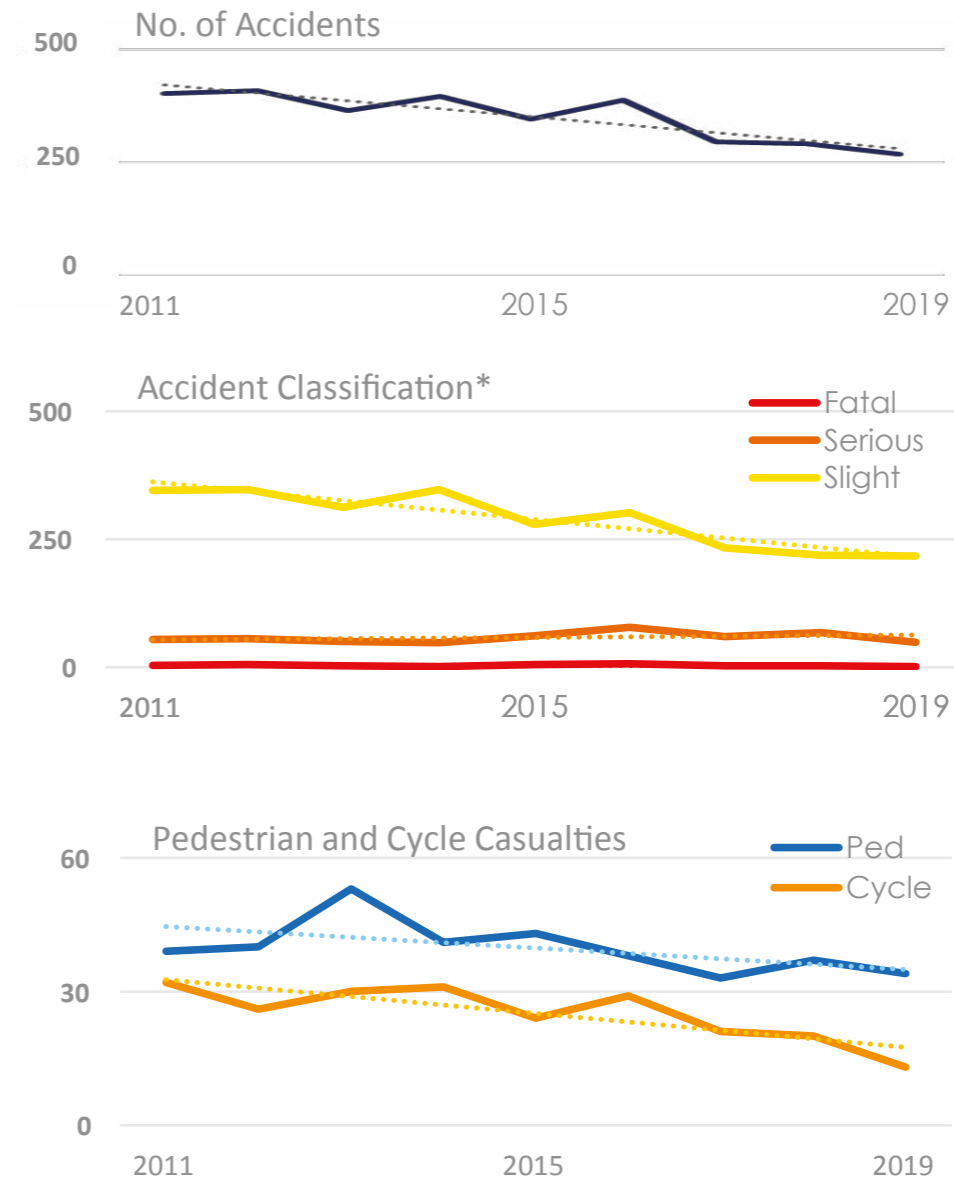 No. of Accidents
500
250
0
2011 2015 2019
Accident Classification*
500
Fatal
Serious
Slight
250
0
2011 2015 2019
Pedestrian and Cycle Casualties
60
Ped
Cycle
30
0
2011 2015 2019